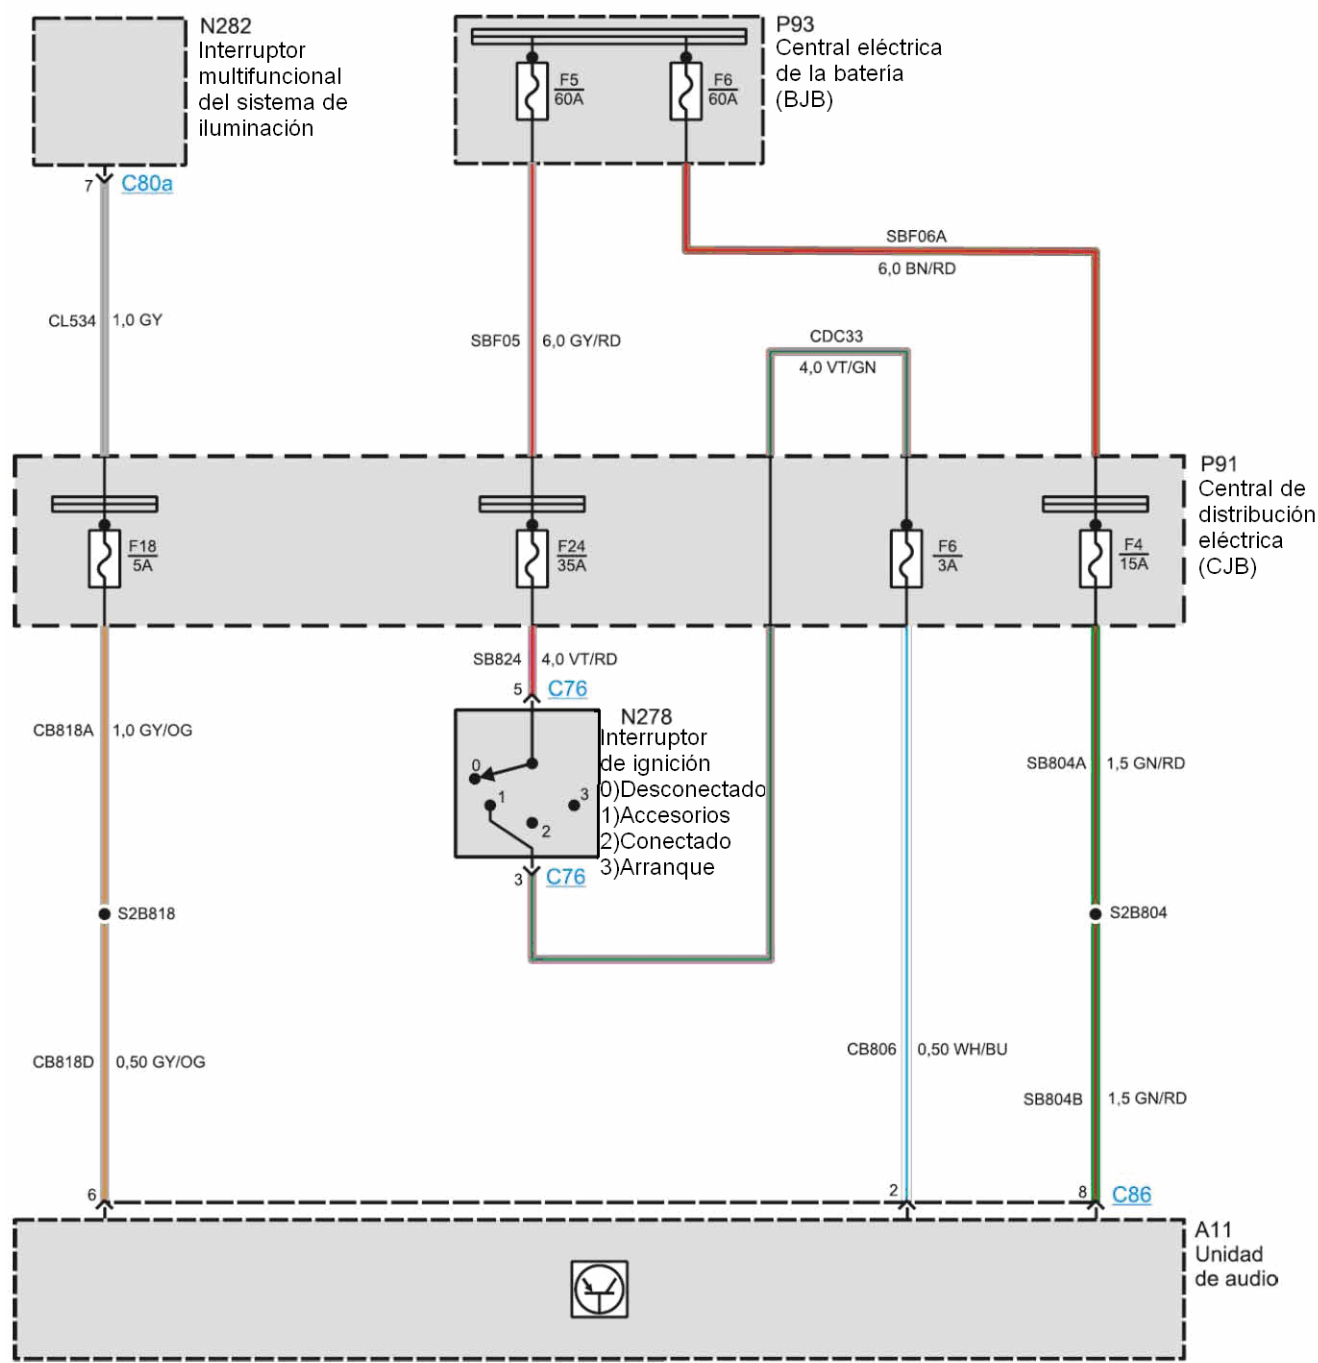 N282
Interruptor
multifuncional
del sistema de
iluminación
P93
Central eléctrica
de la batería
(BJB)
F5
60A
F6
60A
7
C80a
SBF06A
6,0 BN/RD
CL534
1,0 GY
SBF05
6,0 GY/RD
CDC33
4,0 VT/GN
P91
Central de
distribución
eléctrica
(CJB)
F18
5A
F24
35A
F6
3A
F4
15A
SB824
4,0 VT/RD
5
C76
N278
Interruptor
de ignición
0)Desconectado
1)Accesorios
2)Conectado
3)Arranque
0
1
2
3
3
C76
CB818A
1,0 GY/OG
SB804A
1,5 GN/RD
S2B818
S2B804
CB818D
0,50 GY/OG
CB806
0,50 WH/BU
SB804B
1,5 GN/RD
6
2
8
C86
A11
Unidad
de audio